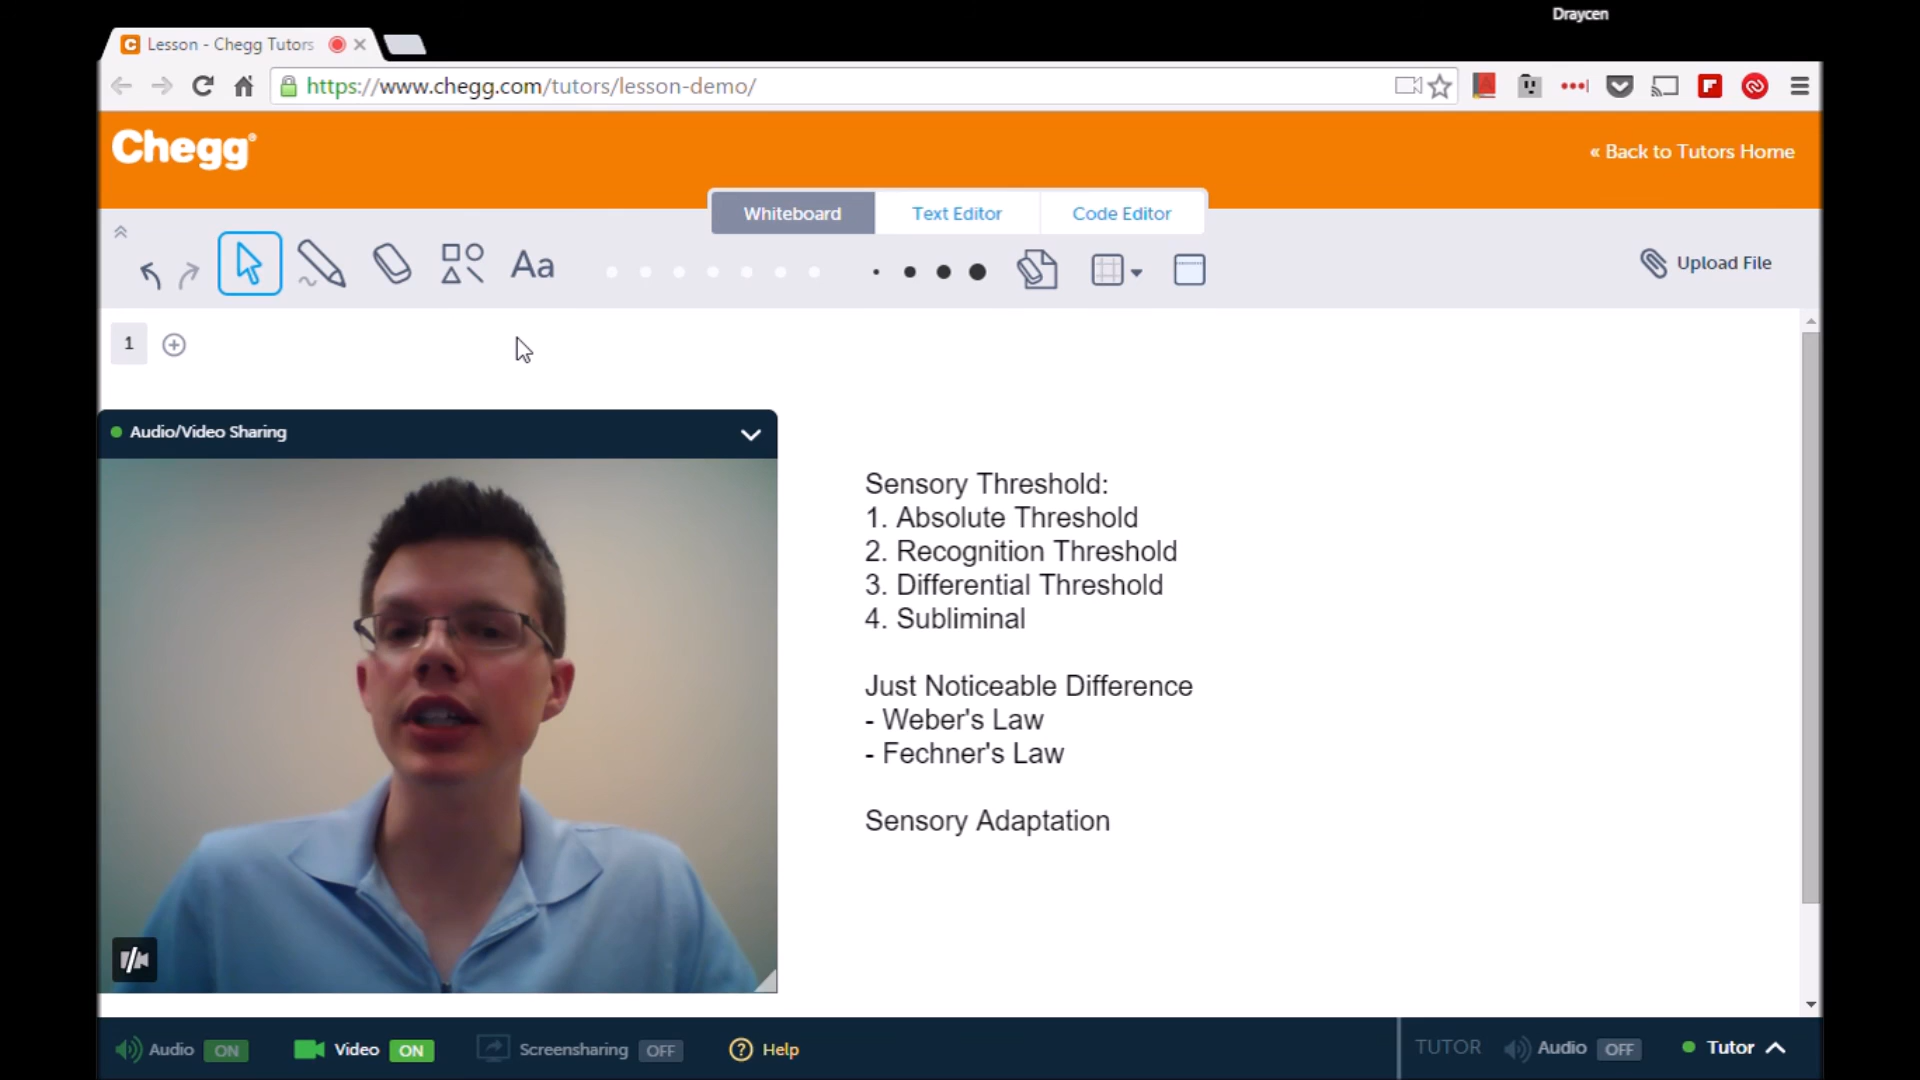 Draycen
Lesson - Chegg Tutors
https://www.chegg.com/tutors/lesson-demo/
Chegg®
« Back to Tutors Home
Whiteboard Text Editor Code Editor
Aa
Upload File
1
Audio/Video Sharing
Sensory Threshold:
1. Absolute Threshold
2. Recognition Threshold
3. Differential Threshold
4. Subliminal
Just Noticeable Difference
- Weber's Law
- Fechner's Law
Sensory Adaptation
Audio ON Video ON Screensharing OFF ? Help TUTOR Audio OFF Tutor